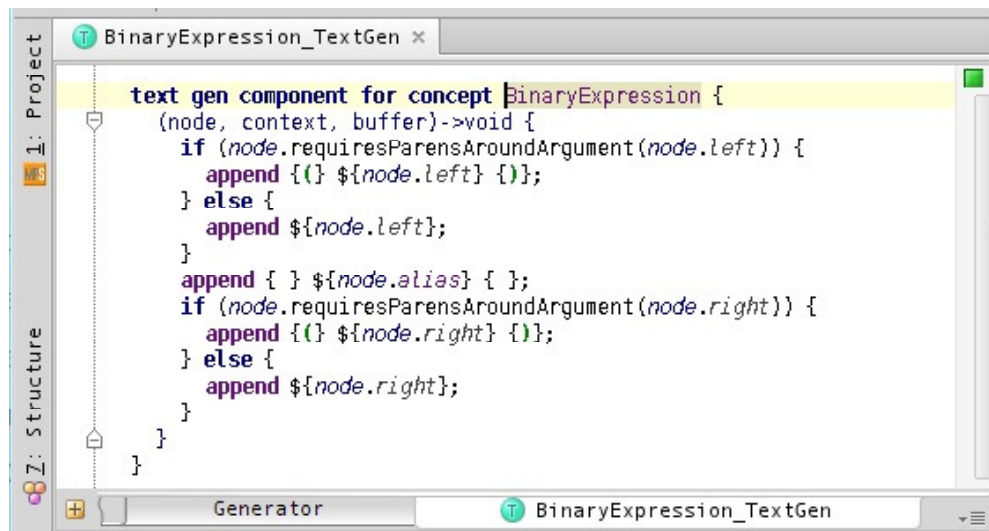 BinaryExpression_TextGen ×
1: Project
MPS
7: Structure
text gen component for concept BinaryExpression {
(node, context, buffer)->void {
if (node.requiresParensAroundArgument(node.left)) {
append {(} ${node.left} {)};
} else {
append ${node.left};
}
append { } ${node.alias} { };
if (node.requiresParensAroundArgument(node.right)) {
append {(} ${node.right} {)};
} else {
append ${node.right};
}
}
}
Generator
BinaryExpression_TextGen